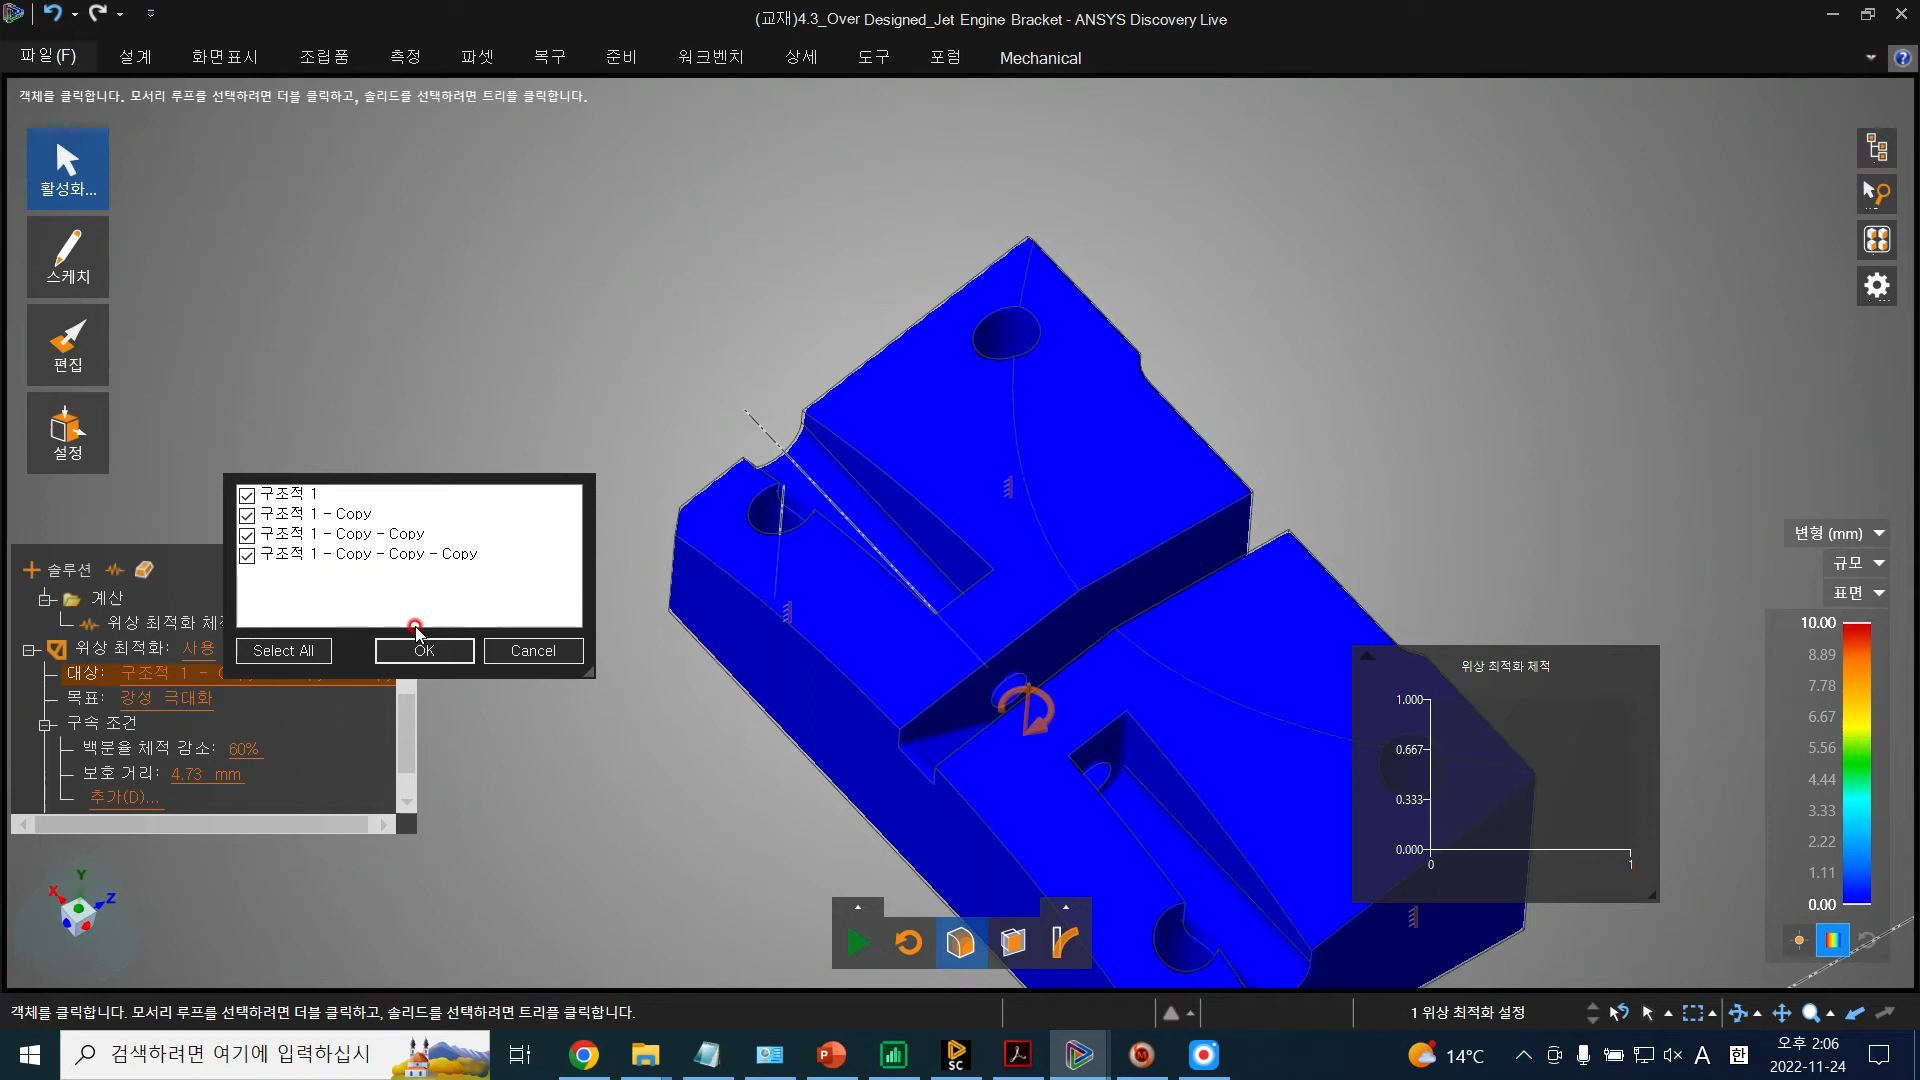 (교재)4.3_Over Designed_Jet Engine Bracket - ANSYS Discovery Live
파일(F) 설계 화면표시 조립품 측정 파셋 복구 준비 워크벤치 상세 도구 포럼 Mechanical
객체를 클릭합니다. 모서리 루프를 선택하려면 더블 클릭하고, 솔리드를 선택하려면 트리플 클릭합니다.
활성화...
스케치
편집
설정
구조적 1
구조적 1 - Copy
구조적 1 - Copy - Copy
구조적 1 - Copy - Copy - Copy
Select All OK Cancel
솔루션
계산
위상 최적화 체
위상 최적화: 사용
대상: 구조적 1 -
목표: 강성 극대화
구속 조건
백분율 체적 감소: 60%
보호 거리: 4.73 mm
추가(D)...
Y
X
Z
변형 (mm)
규모
표면
10.00
8.89
7.78
6.67
5.56
4.44
3.33
2.22
1.11
0.00
위상 최적화 체적
1.000
0.667
0.333
0.000
0 1
객체를 클릭합니다. 모서리 루프를 선택하려면 더블 클릭하고, 솔리드를 선택하려면 트리플 클릭합니다.
1 위상 최적화 설정
검색하려면 여기에 입력하십시
SC
14°C
A
한
오후 2:06
2022-11-24